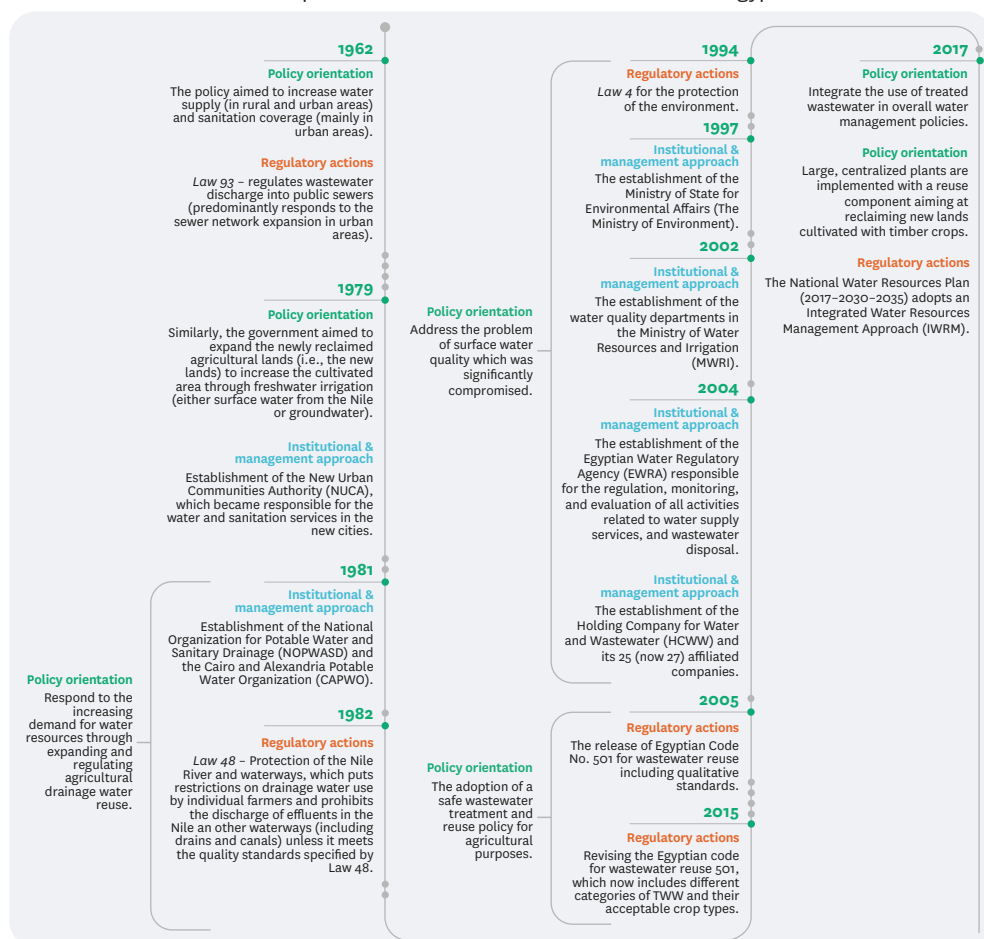 1962
Policy orientation
The policy aimed to increase water
supply (in rural and urban areas)
and sanitation coverage (mainly in
urban areas).
Regulatory actions
Law 93 – regulates wastewater
discharge into public sewers
(predominantly responds to the
sewer network expansion in urban
areas).
1979
Policy orientation
Similarly, the government aimed to
expand the newly reclaimed
agricultural lands (i.e., the new
lands) to increase the cultivated
area through freshwater irrigation
(either surface water from the Nile
or groundwater).
Institutional &
management approach
Establishment of the New Urban
Communities Authority (NUCA),
which became responsible for the
water and sanitation services in the
new cities.
Policy orientation
Respond to the
increasing
demand for water
resources through
expanding and
regulating
agricultural
drainage water
reuse.
1981
Institutional &
management approach
Establishment of the National
Organization for Potable Water and
Sanitary Drainage (NOPWASD) and
the Cairo and Alexandria Potable
Water Organization (CAPWO).
1982
Regulatory actions
Law 48 – Protection of the Nile
River and waterways, which puts
restrictions on drainage water use
by individual farmers and prohibits
the discharge of effluents in the
Nile an other waterways (including
drains and canals) unless it meets
the quality standards specified by
Law 48.
Policy orientation
Address the problem
of surface water
quality which was
significantly
compromised.
1994
Regulatory actions
Law 4 for the protection
of the environment.
1997
Institutional &
management approach
The establishment of the
Ministry of State for
Environmental Affairs (The
Ministry of Environment).
2002
Institutional &
management approach
The establishment of the
water quality departments in
the Ministry of Water
Resources and Irrigation
(MWRI).
2004
Institutional &
management approach
The establishment of the
Egyptian Water Regulatory
Agency (EWRA) responsible
for the regulation, monitoring,
and evaluation of all activities
related to water supply
services, and wastewater
disposal.
Institutional &
management approach
The establishment of the
Holding Company for Water
and Wastewater (HCWW) and
its 25 (now 27) affiliated
companies.
Policy orientation
The adoption of a
safe wastewater
treatment and
reuse policy for
agricultural
purposes.
2005
Regulatory actions
The release of Egyptian Code
No. 501 for wastewater reuse
including qualitative
standards.
2015
Regulatory actions
Revising the Egyptian code
for wastewater reuse 501,
which now includes different
categories of TWW and their
acceptable crop types.
2017
Policy orientation
Integrate the use of treated
wastewater in overall water
management policies.
Policy orientation
Large, centralized plants are
implemented with a reuse
component aiming at
reclaiming new lands
cultivated with timber crops.
Regulatory actions
The National Water Resources Plan
(2017–2030–2035) adopts an
Integrated Water Resources
Management Approach (IWRM).